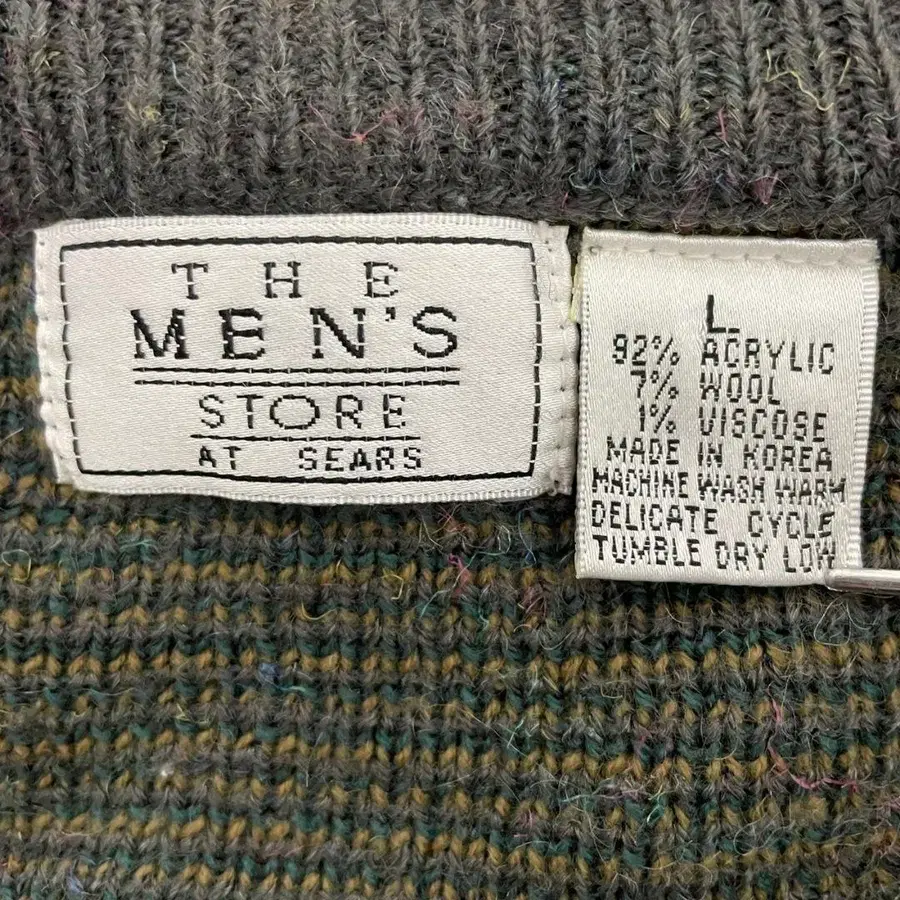 THE
MEN'S
STORE
AT SEARS
L.
92% ACRYLIC
7% WOOL
1% VISCOSE
MADE IN KOREA
MACHINE WASH WARM
DELICATE CYCLE
TUMBLE DRY LOW